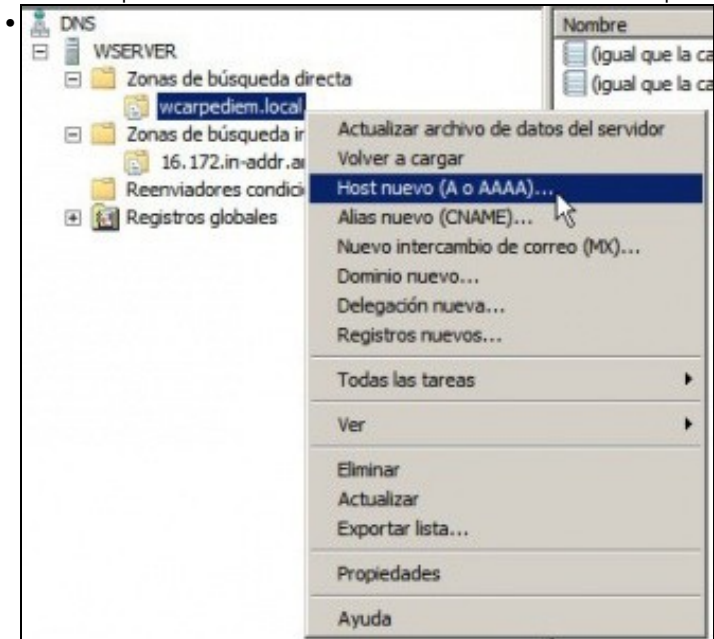 DNS
Nombre
WSERVER
(igual que la ca
Zonas de búsqueda directa
(igual que la ca
wcarpediem.local
Zonas de búsqueda in
16.172.in-addr.ar
Reenviadores condici
Registros globales
Actualizar archivo de datos del servidor
Volver a cargar
Host nuevo (A o AAAA)...
Alias nuevo (CNAME)...
Nuevo intercambio de correo (MX)...
Dominio nuevo...
Delegación nueva...
Registros nuevos...
Todas las tareas
Ver
Eliminar
Actualizar
Exportar lista...
Propiedades
Ayuda